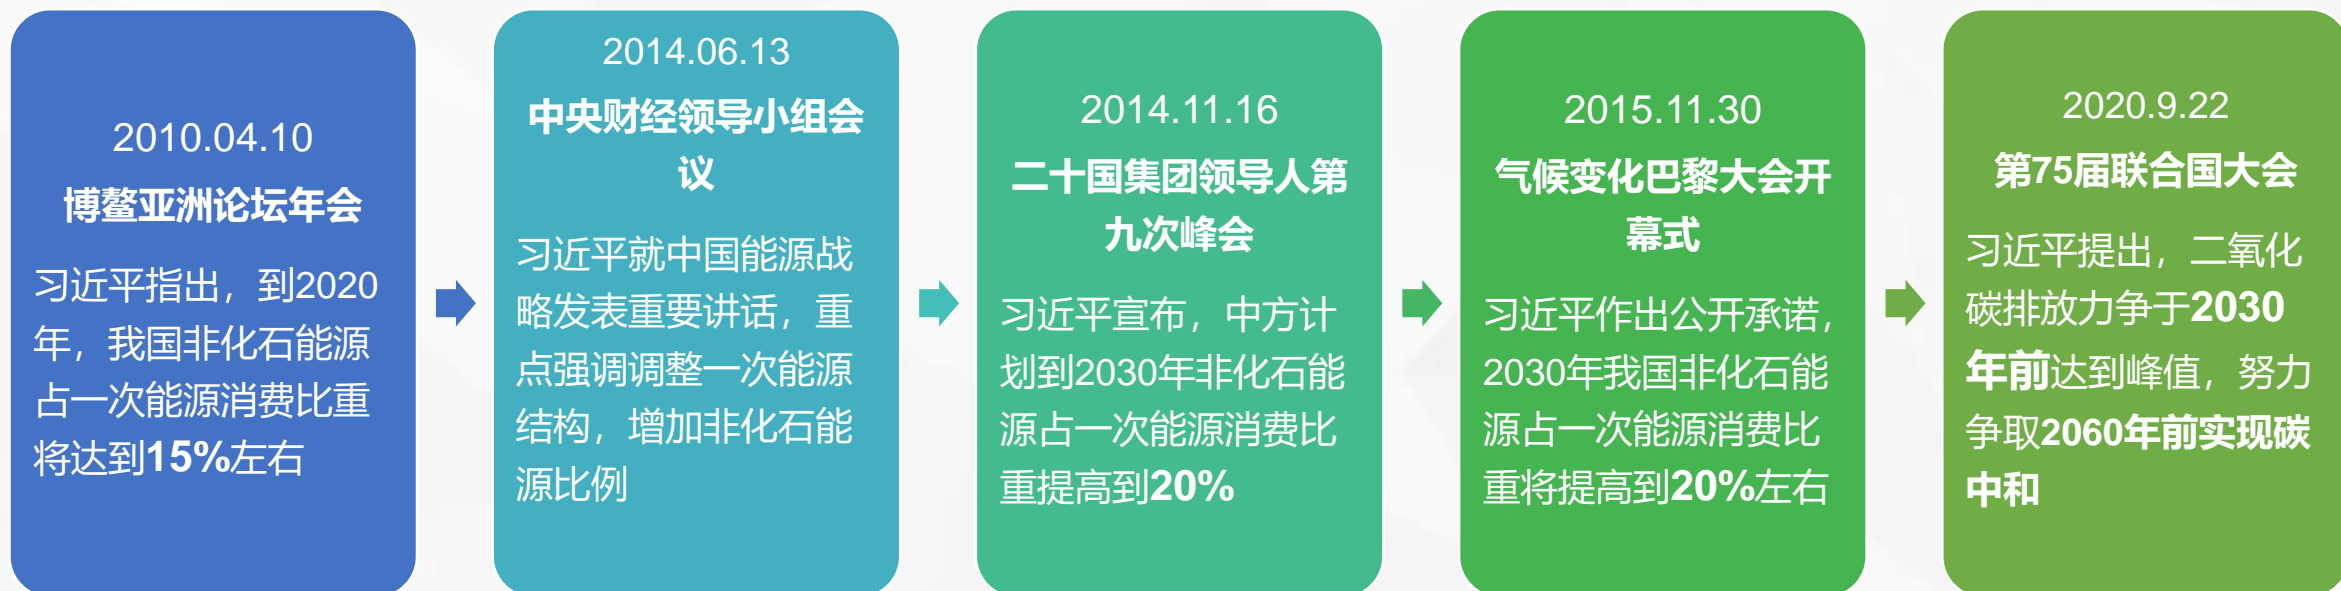 2010.04.10
博鳌亚洲论坛年会
习近平指出，到2020
年，我国非化石能源
占一次能源消费比重
将达到15%左右
2014.06.13
中央财经领导小组会
议
习近平就中国能源战
略发表重要讲话，重
点强调调整一次能源
结构，增加非化石能
源比例
2014.11.16
二十国集团领导人第
九次峰会
习近平宣布，中方计
划到2030年非化石能
源占一次能源消费比
重提高到20%
2015.11.30
气候变化巴黎大会开
幕式
习近平作出公开承诺，
2030年我国非化石能
源占一次能源消费比
重将提高到20%左右
2020.9.22
第75届联合国大会
习近平提出，二氧化
碳排放力争于2030
年前达到峰值，努力
争取2060年前实现碳
中和